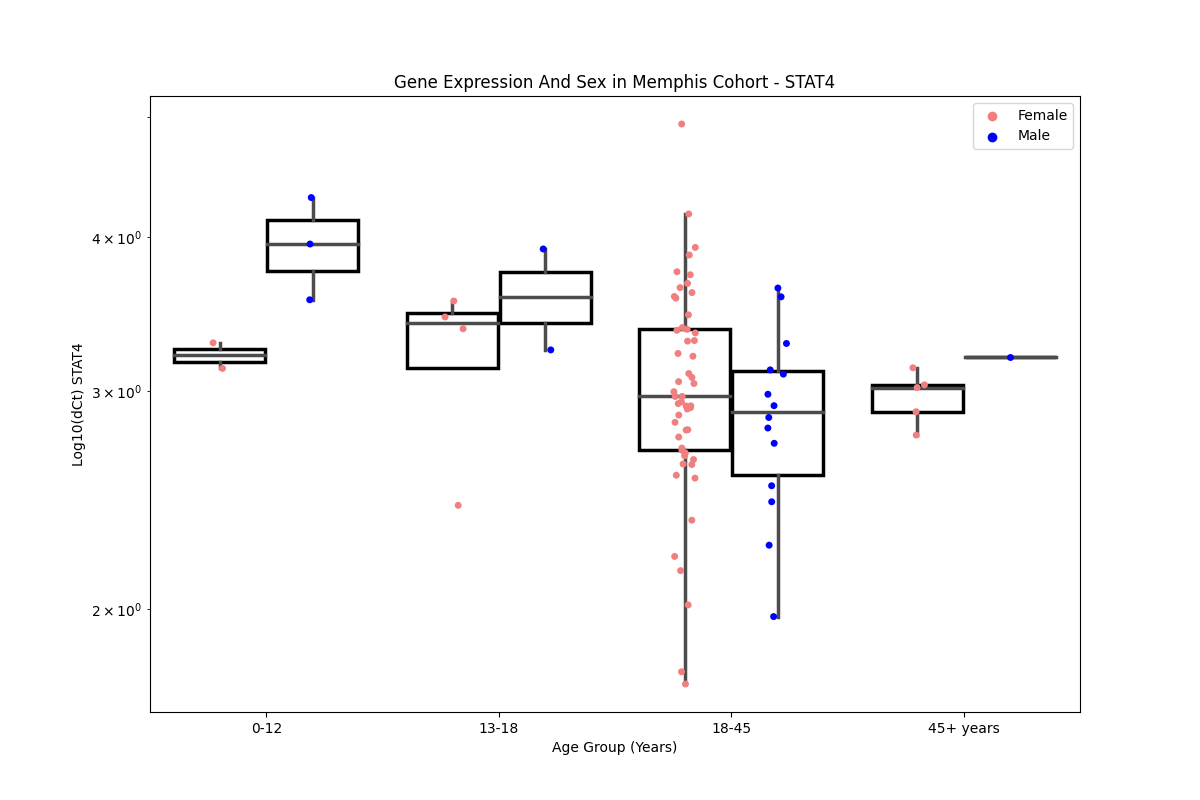 Gene Expression And Sex in Memphis Cohort - STAT4
Female
Male
Log10(dCt) STAT4
4 × 10⁰
3 × 10⁰
2 × 10⁰
0-12
13-18
18-45
45+ years
Age Group (Years)